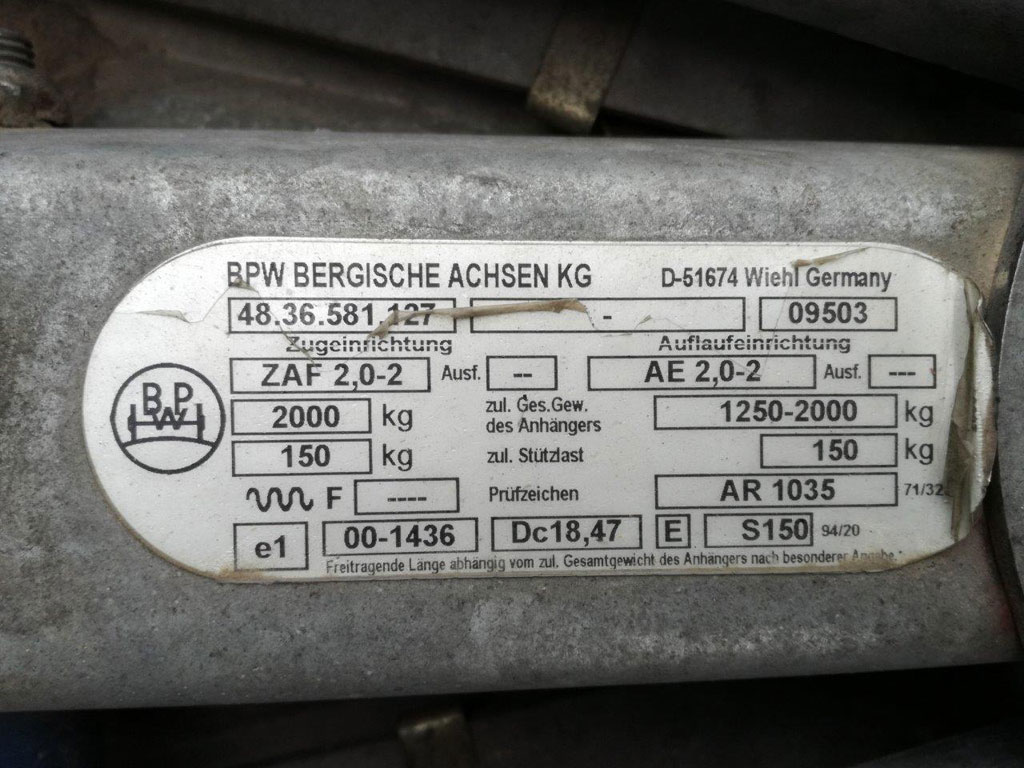 BPW BERGISCHE ACHSEN KG D-51674 Wiehl Germany
48.36.581.127 - 09503
Zugeinrichtung Auflaufeinrichtung
ZAF 2,0-2 Ausf. -- AE 2,0-2 Ausf. ---
2000 kg zul. Ges.Gew. des Anhängers 1250-2000 kg
150 kg zul. Stützlast 150 kg
BPW
F ---- Prüfzeichen AR 1035 71/32
e1 00-1436 Dc18,47 E S150 94/20
Freitragende Länge abhängig vom zul. Gesamtgewicht des Anhängers nach besonderer Angabe.*